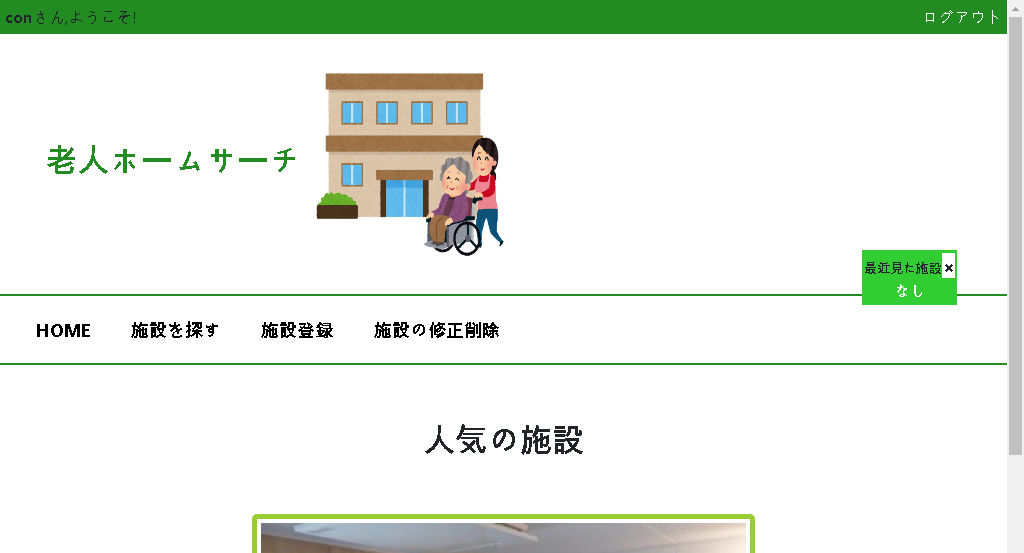 conさん,ようこそ!
ログアウト
老人ホームサーチ
最近見た施設×
なし
HOME 施設を探す 施設登録 施設の修正削除
人気の施設